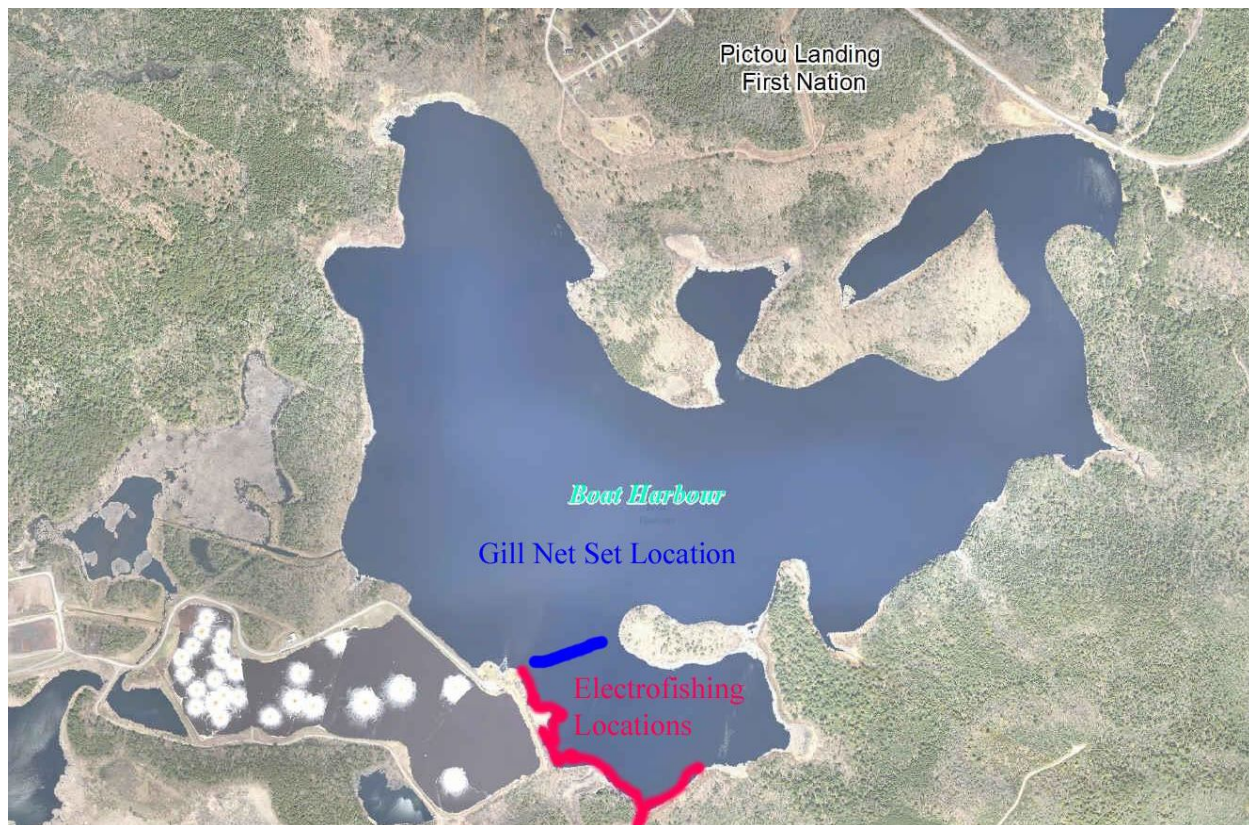 Pictou Landing
First Nation
Boat Harbour
Gill Net Set Location
Electrofishing
Locations